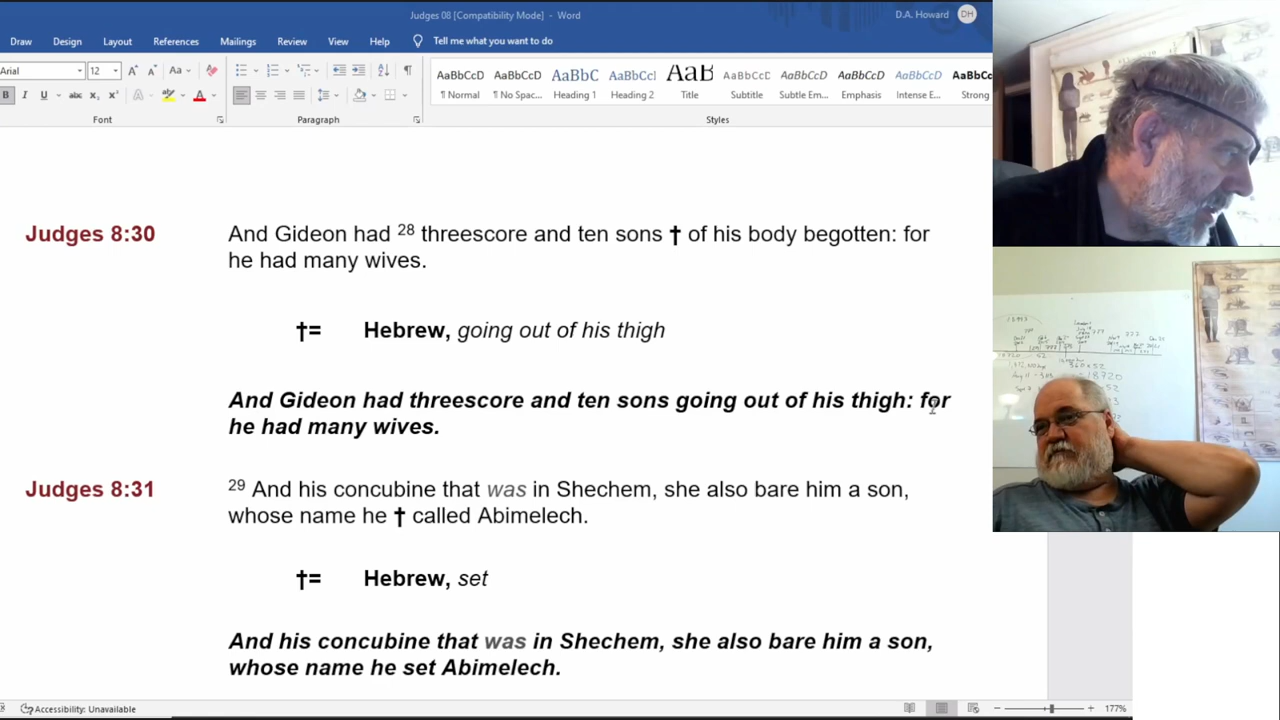 Judges 08 [Compatibility Mode] - Word
D.A. Howard
DH
Draw Design Layout References Mailings Review View Help Tell me what you want to do
Arial 12
AaBbCcD AaBbCcD AaBbC AaBbCcI AaB AaBbCcD AaBbCcD AaBbCcD AaBbCcD AaBbCc
¶ Normal ¶ No Spac... Heading 1 Heading 2 Title Subtitle Subtle Em... Emphasis Intense E... Strong
Font Paragraph Styles
Judges 8:30 And Gideon had 28 threescore and ten sons † of his body begotten: for
he had many wives.
†= Hebrew, going out of his thigh
And Gideon had threescore and ten sons going out of his thigh: for
he had many wives.
Judges 8:31 29 And his concubine that was in Shechem, she also bare him a son,
whose name he † called Abimelech.
†= Hebrew, set
And his concubine that was in Shechem, she also bare him a son,
whose name he set Abimelech.
360 x 52
18720
Accessibility: Unavailable 177%